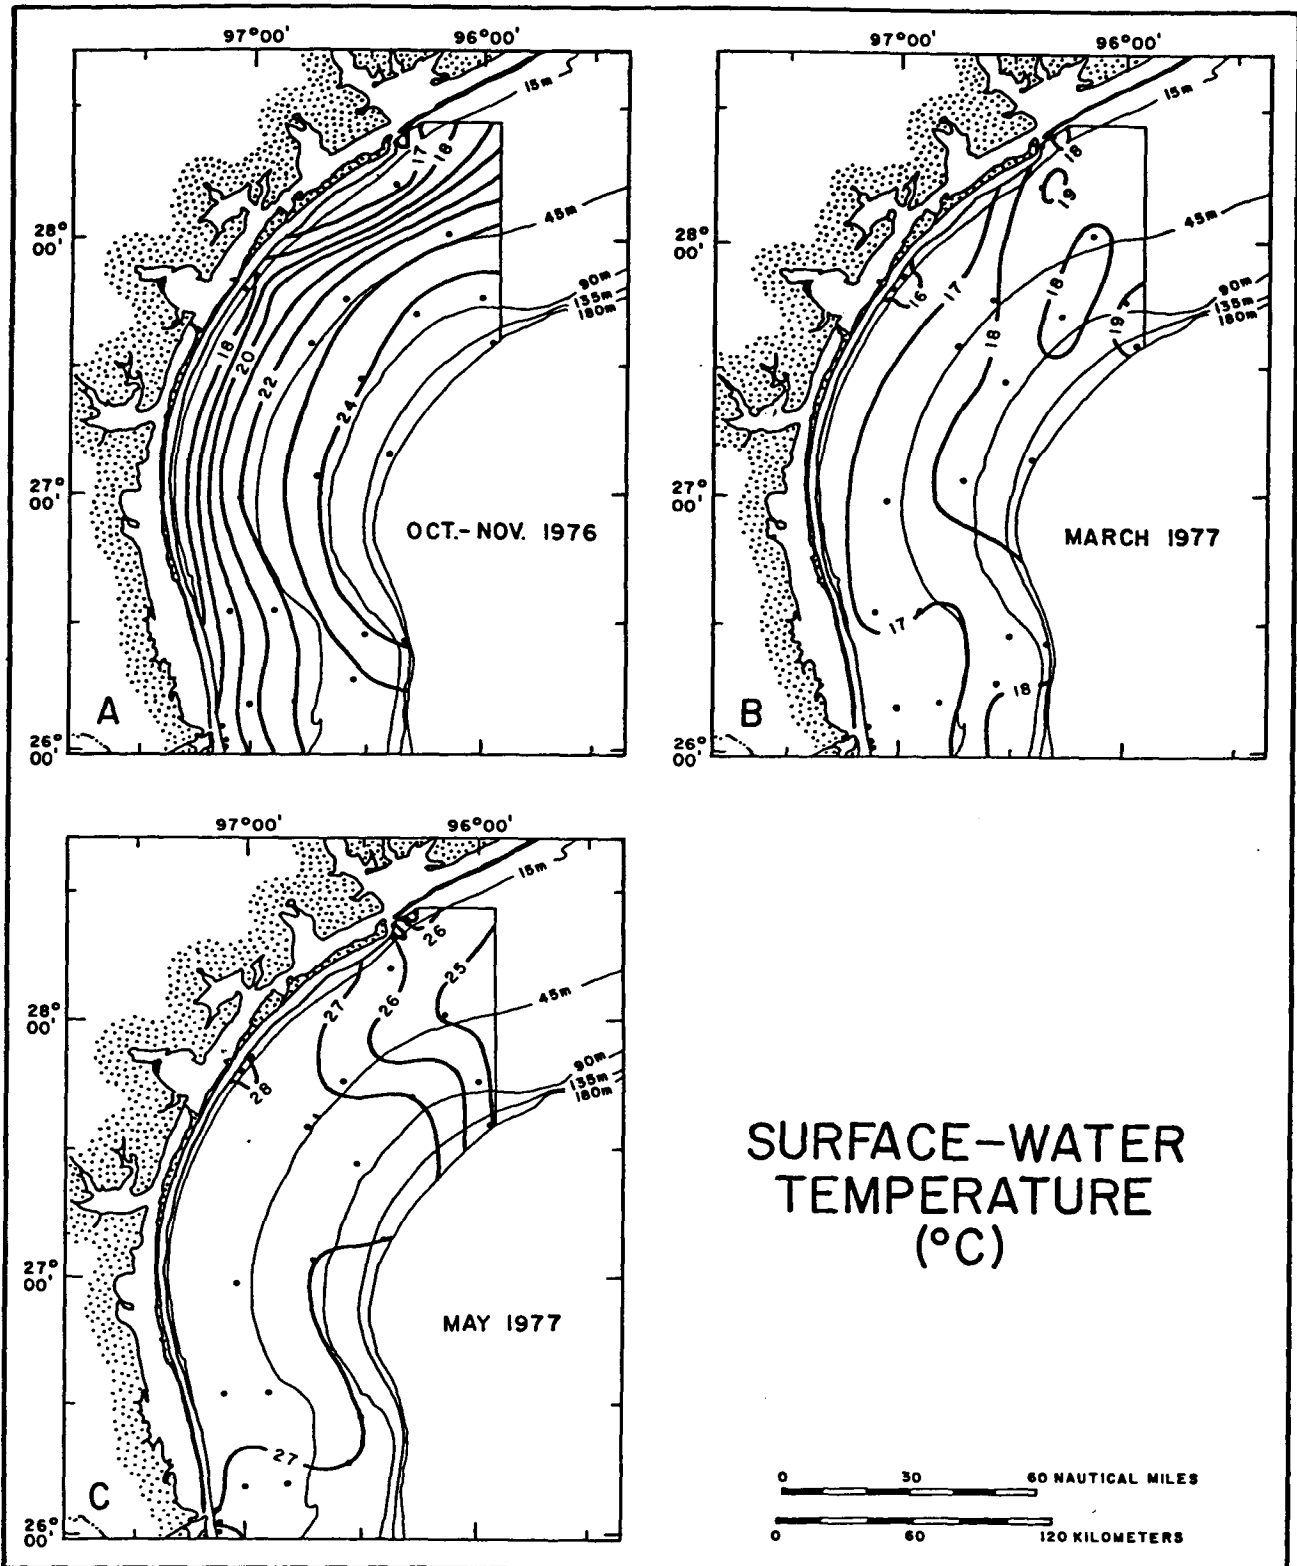 97°00' 96°00'
15m
17
18
45m
28°
00'
90m
135m
180m
18
20
22
24
27°
00'
OCT.-NOV. 1976
A
26°
00'
97°00' 96°00'
15m
18
19
45m
28°
00'
16
17
18
18
19
90m
135m
180m
27°
00'
MARCH 1977
17
18
B
26°
00'
97°00' 96°00'
15m
26
25
27
26
45m
28°
00'
28
90m
135m
180m
27°
00'
MAY 1977
27
C
26°
00'
SURFACE-WATER
TEMPERATURE
(°C)
0 30 60 NAUTICAL MILES
0 60 120 KILOMETERS